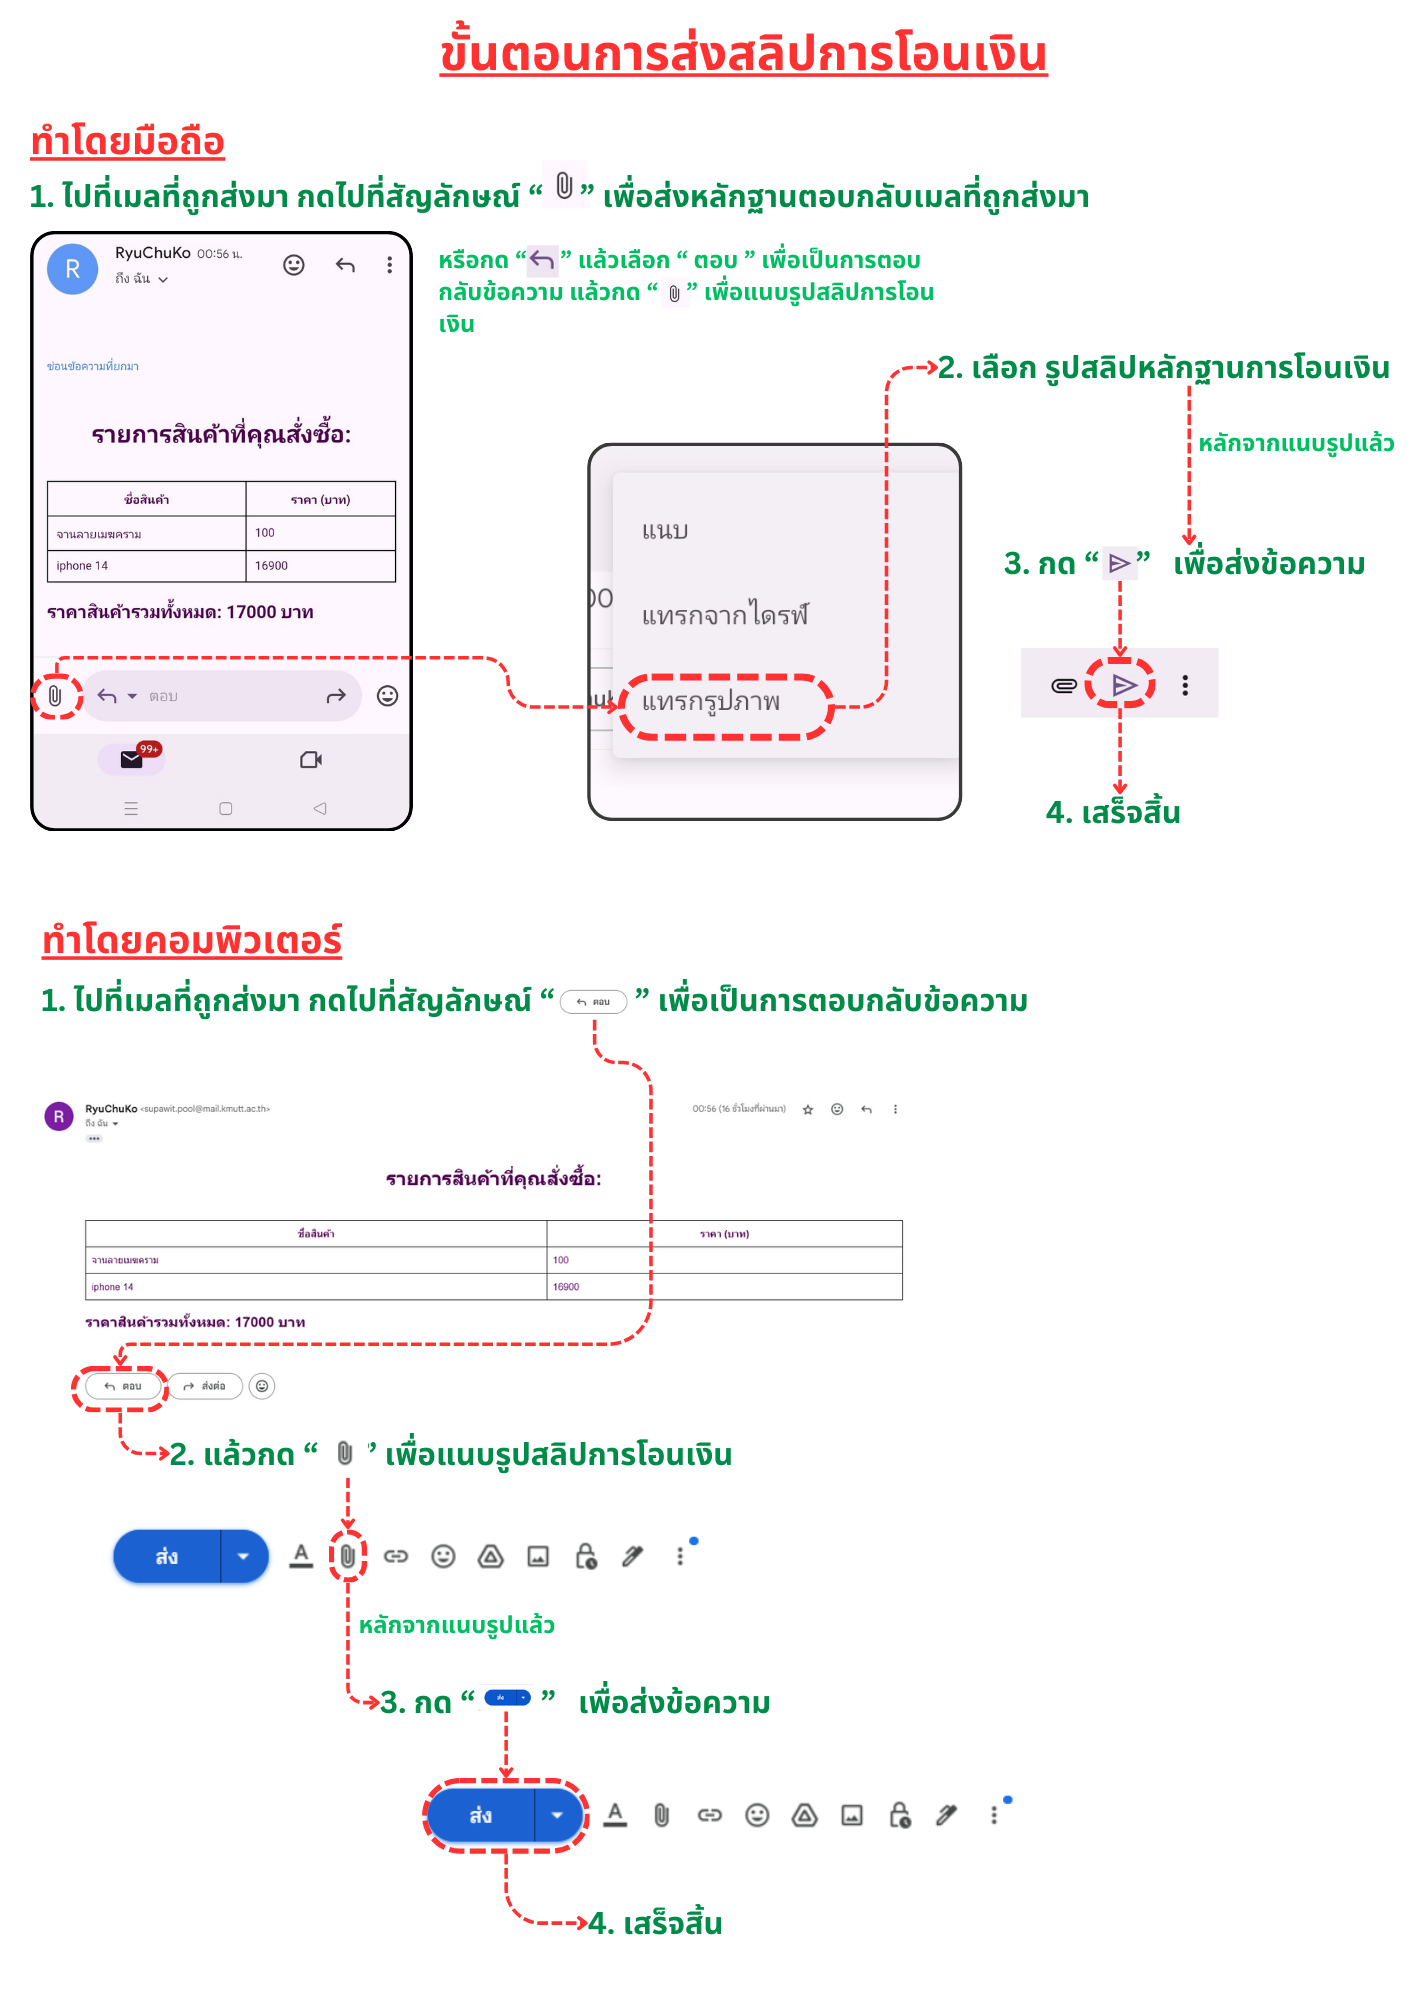 ขั้นตอนการส่งสลิปการโอนเงิน
ทำโดยมือถือ
1. ไปที่เมลที่ถูกส่งมา กดไปที่สัญลักษณ์ “ ” เพื่อส่งหลักฐานตอบกลับเมลที่ถูกส่งมา
RyuChuKo 00:56 น.
R
ถึง ฉัน
ซ่อนข้อความที่ยกมา
รายการสินค้าที่คุณสั่งซื้อ:
ชื่อสินค้า ราคา (บาท)
จานลายเมฆคราม 100
iphone 14 16900
ราคาสินค้ารวมทั้งหมด: 17000 บาท
ตอบ
99+
หรือกด “ ” แล้วเลือก “ ตอบ ” เพื่อเป็นการตอบ
กลับข้อความ แล้วกด “ ” เพื่อแนบรูปสลิปการโอน
เงิน
แนบ
แทรกจากไดรฟ์
แทรกรูปภาพ
2. เลือก รูปสลิปหลักฐานการโอนเงิน
หลักจากแนบรูปแล้ว
3. กด “ ” เพื่อส่งข้อความ
4. เสร็จสิ้น
ทำโดยคอมพิวเตอร์
1. ไปที่เมลที่ถูกส่งมา กดไปที่สัญลักษณ์ “ ตอบ ” เพื่อเป็นการตอบกลับข้อความ
R
RyuChuKo <supawit.pool@mail.kmutt.ac.th> 00:56 (16 ชั่วโมงที่ผ่านมา)
ถึง ฉัน
รายการสินค้าที่คุณสั่งซื้อ:
ชื่อสินค้า ราคา (บาท)
จานลายเมฆคราม 100
iphone 14 16900
ราคาสินค้ารวมทั้งหมด: 17000 บาท
ตอบ ส่งต่อ
2. แล้วกด “ ” เพื่อแนบรูปสลิปการโอนเงิน
ส่ง
หลักจากแนบรูปแล้ว
3. กด “ ส่ง ” เพื่อส่งข้อความ
ส่ง
4. เสร็จสิ้น